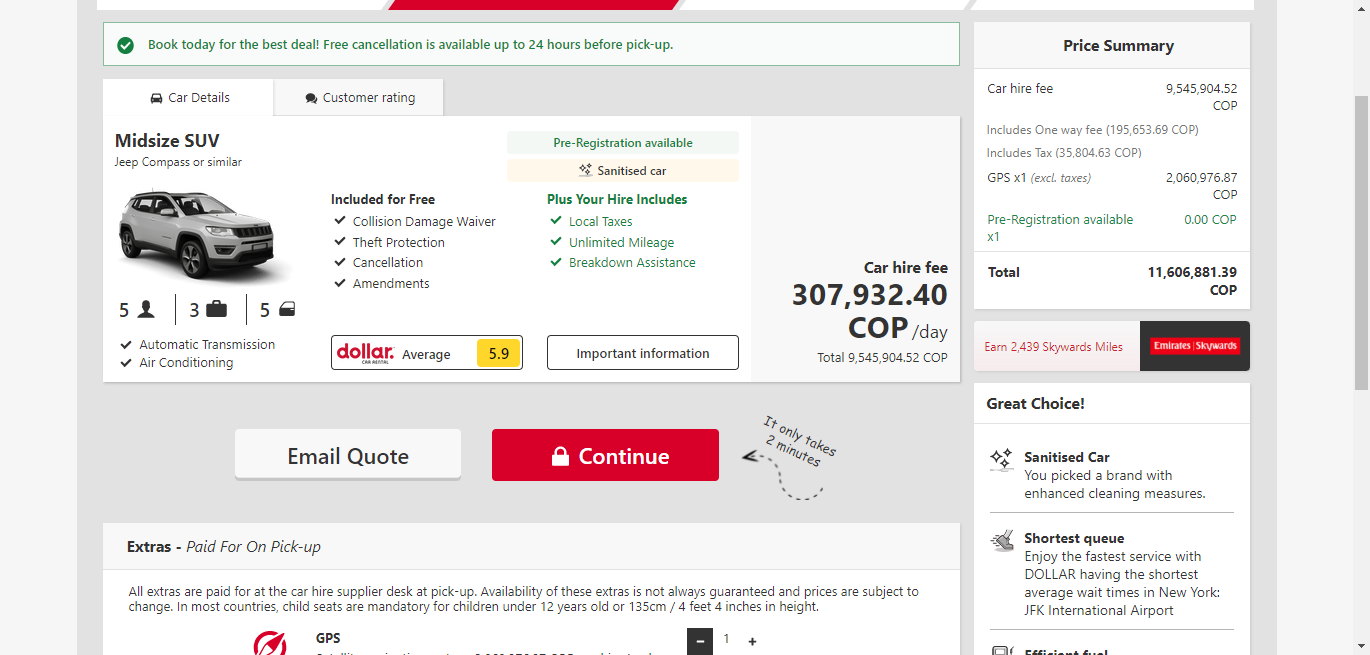 Book today for the best deal! Free cancellation is available up to 24 hours before pick-up.
Car Details
Customer rating
Midsize SUV
Jeep Compass or similar
5
3
5
Automatic Transmission
Air Conditioning
Pre-Registration available
Sanitised car
Included for Free
Collision Damage Waiver
Theft Protection
Cancellation
Amendments
Plus Your Hire Includes
Local Taxes
Unlimited Mileage
Breakdown Assistance
dollar.
CAR RENTAL
Average
5.9
Important information
Car hire fee
307,932.40
COP /day
Total 9,545,904.52 COP
Email Quote
Continue
It only takes
2 minutes
Extras - Paid For On Pick-up
All extras are paid for at the car hire supplier desk at pick-up. Availability of these extras is not always guaranteed and prices are subject to
change. In most countries, child seats are mandatory for children under 12 years old or 135cm / 4 feet 4 inches in height.
GPS
- 1 +
Price Summary
Car hire fee 9,545,904.52
COP
Includes One way fee (195,653.69 COP)
Includes Tax (35,804.63 COP)
GPS x1 (excl. taxes) 2,060,976.87
COP
Pre-Registration available 0.00 COP
x1
Total 11,606,881.39
COP
Earn 2,439 Skywards Miles
Emirates | Skywards
Great Choice!
Sanitised Car
You picked a brand with
enhanced cleaning measures.
Shortest queue
Enjoy the fastest service with
DOLLAR having the shortest
average wait times in New York:
JFK International Airport
Efficient fuel